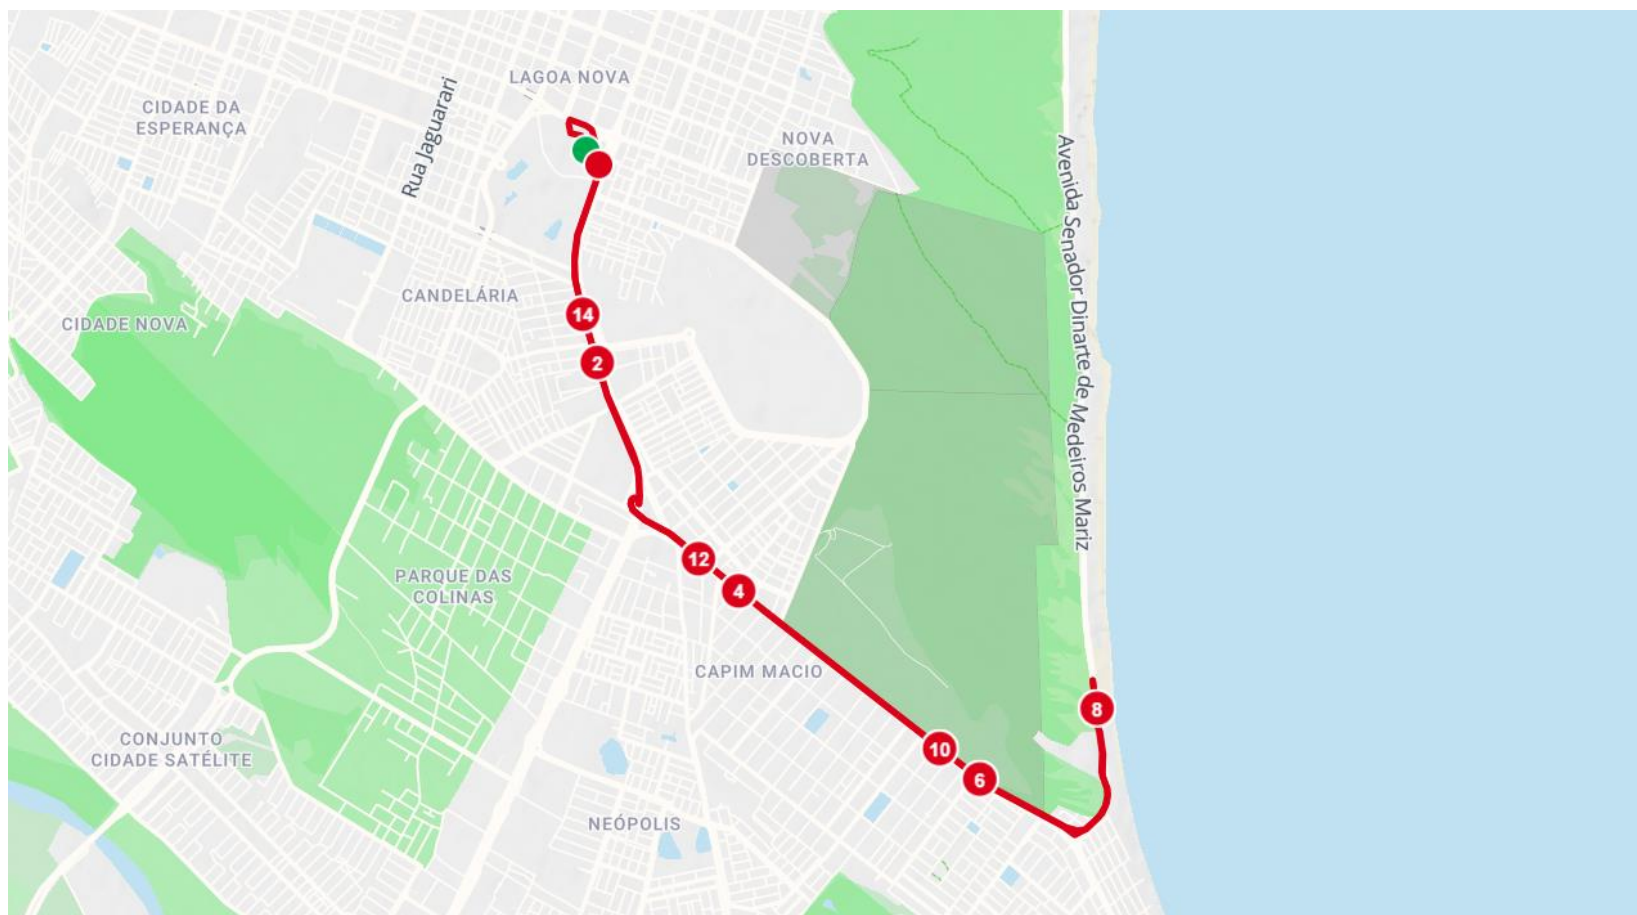 LAGOA NOVA
CIDADE DA
ESPERANÇA
Rua Jaguarari
NOVA
DESCOBERTA
Avenida Senador Dinarte de Medeiros Mariz
CANDELÁRIA
14
CIDADE NOVA
2
12
PARQUE DAS
COLINAS
4
CAPIM MACIO
8
CONJUNTO
CIDADE SATÉLITE
10
6
NEÓPOLIS